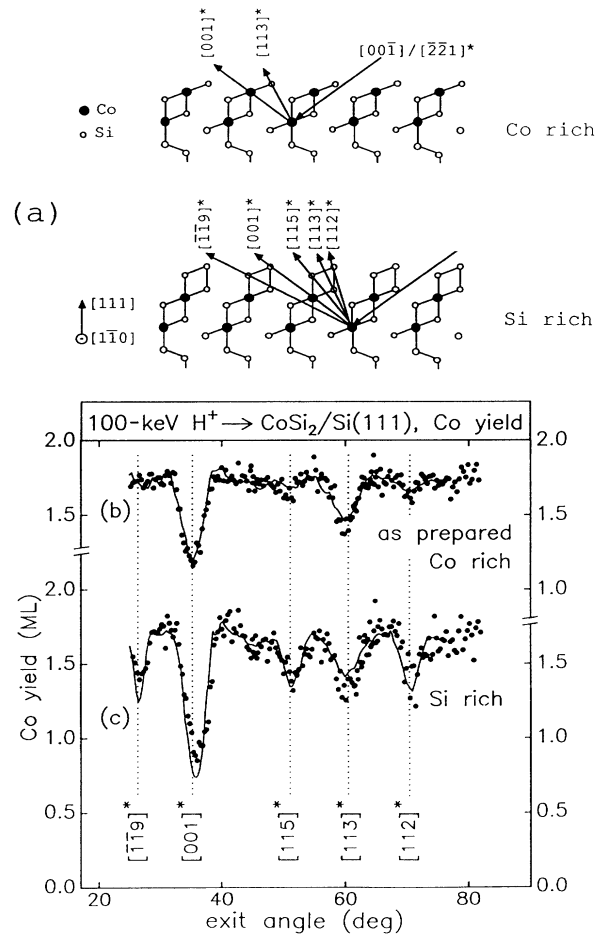 [001]*
[113]*
[001̄]/[2̄2̄1]*
Co
Si
Co rich
(a)
[1̄1̄9]*
[001]*
[115]*
[113]*
[112]*
[111]
[11̄0]
Si rich
100-keV H⁺ → CoSi₂/Si(111), Co yield
2.0
2.0
1.5
1.5
(b)
as prepared
Co rich
1.0
2.0
2.0
Co yield (ML)
1.5
1.5
Si rich
(c)
1.0
1.0
0.5
0.5
[1̄1̄9]*
[001]*
[115]*
[113]*
[112]*
0.0
0.0
20
40
60
80
exit angle (deg)